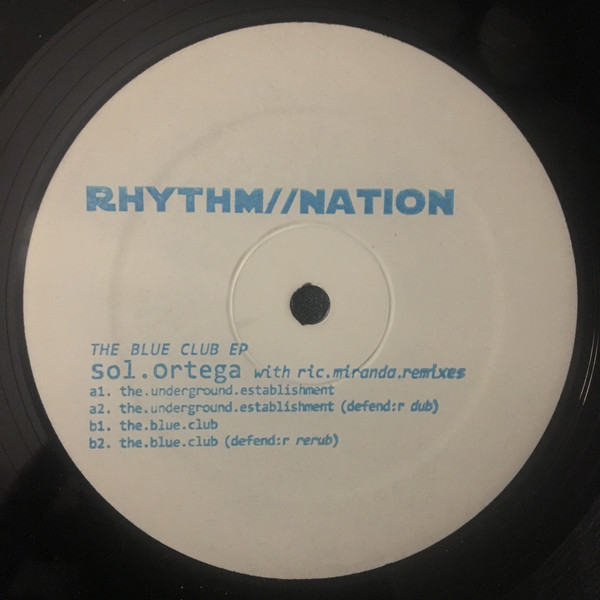 RHYTHM//NATION
THE BLUE CLUB EP
sol.ortega with ric.miranda.remixes
a1. the.underground.establishment
a2. the.underground.establishment (defend:r dub)
b1. the.blue.club
b2. the.blue.club (defend:r rerub)